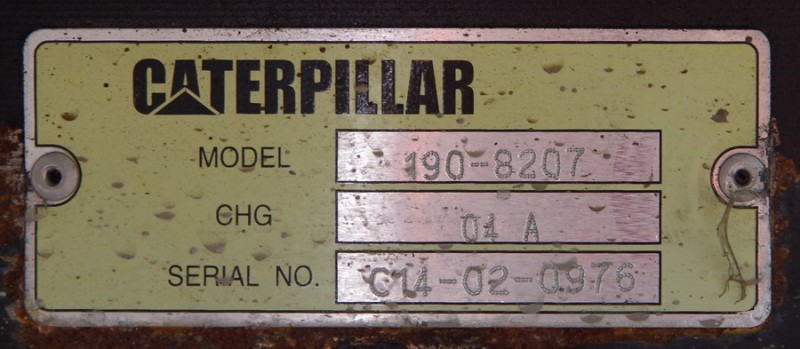 CATERPILLAR
MODEL 190-8207
CHG 04 A
SERIAL NO. C14-02-0976